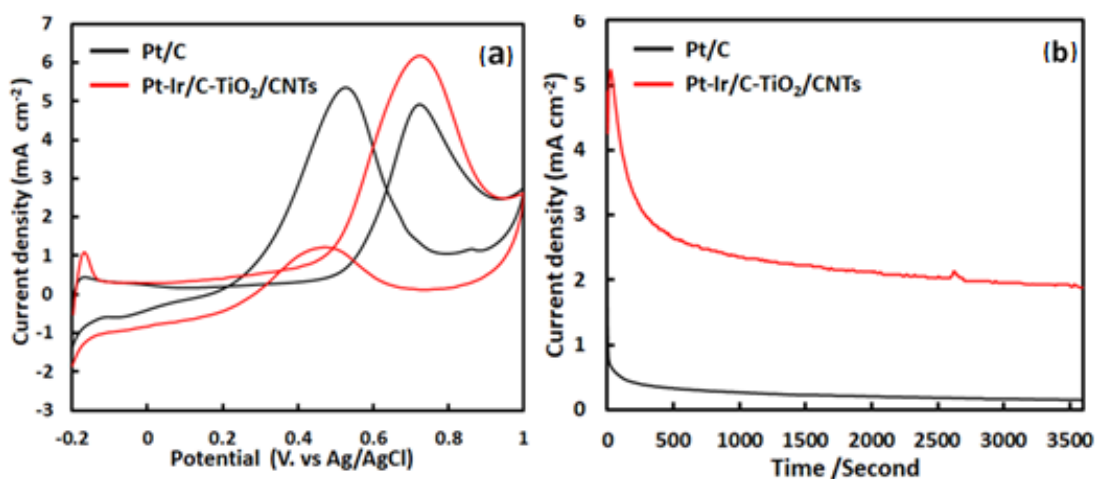 (a)
Pt/C
Pt-Ir/C-TiO₂/CNTs
Current density (mA cm⁻²)
7
6
5
4
3
2
1
0
-1
-2
-3
-0.2 0 0.2 0.4 0.6 0.8 1
Potential (V. vs Ag/AgCl)
(b)
Pt/C
Pt-Ir/C-TiO₂/CNTs
Current density (mA cm⁻²)
6
5
4
3
2
1
0
0 500 1000 1500 2000 2500 3000 3500
Time /Second